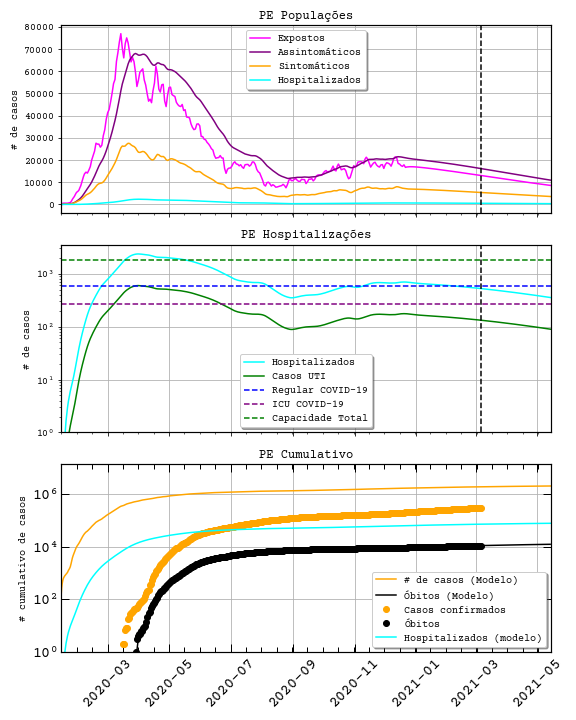 PE Populações
# de casos
80000
70000
60000
50000
40000
30000
20000
10000
0
Expostos
Assintomáticos
Sintomáticos
Hospitalizados
PE Hospitalizações
# de casos
10³
10²
10¹
10⁰
Hospitalizados
Casos UTI
Regular COVID-19
ICU COVID-19
Capacidade Total
PE Cumulativo
# cumulativo de casos
10⁶
10⁴
10²
10⁰
# de casos (Modelo)
Óbitos (Modelo)
Casos confirmados
Óbitos
Hospitalizados (modelo)
2020-03
2020-05
2020-07
2020-09
2020-11
2021-01
2021-03
2021-05